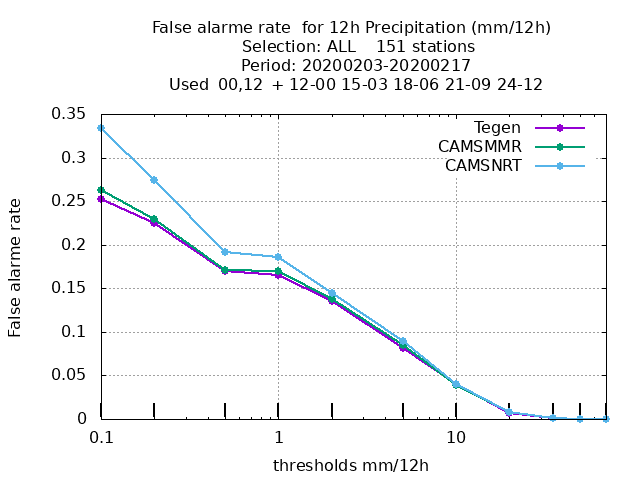 False alarme rate  for 12h Precipitation (mm/12h)
Selection: ALL    151 stations
Period: 20200203-20200217
Used  00,12  + 12-00 15-03 18-06 21-09 24-12
0.35
0.3
0.25
0.2
0.15
0.1
0.05
0
False alarme rate
Tegen
CAMSMMR
CAMSNRT
0.1
1
10
thresholds mm/12h